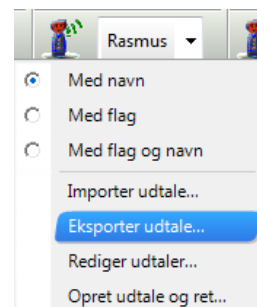 Rasmus
Med navn
Med flag
Med flag og navn
Importer udtale...
Eksporter udtale...
Rediger udtaler...
Opret udtale og ret...